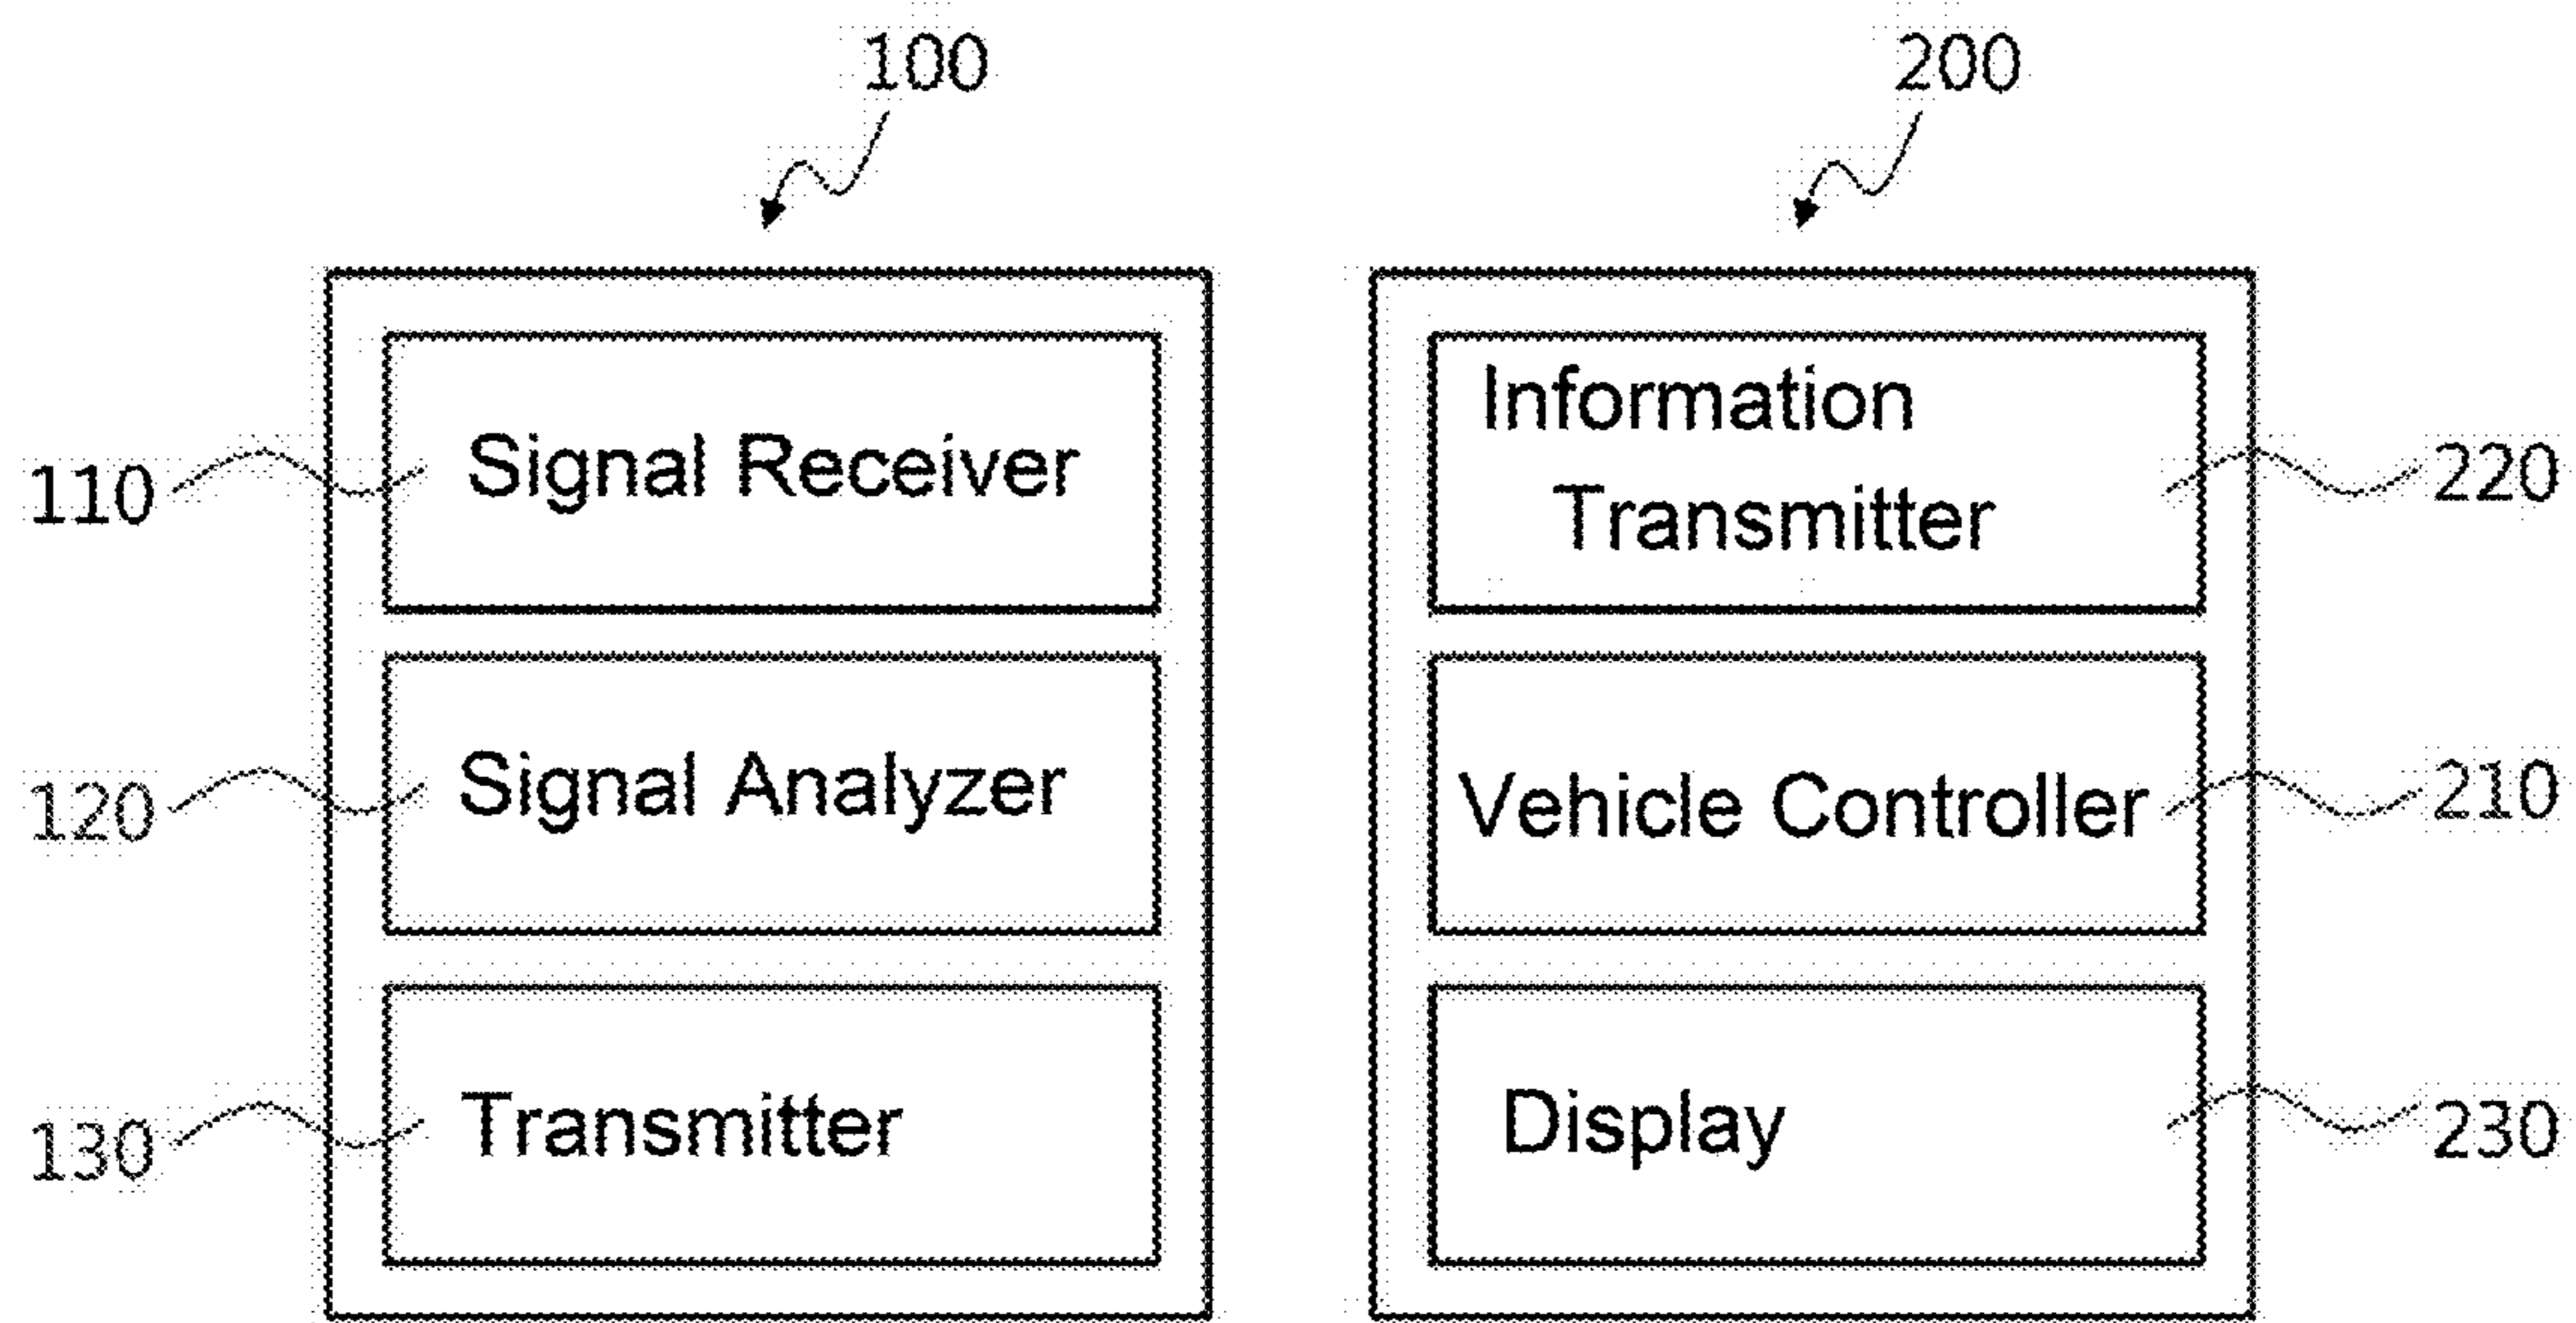 100
200
110
Signal Receiver
Information
Transmitter
220
120
Signal Analyzer
Vehicle Controller
210
130
Transmitter
Display
230